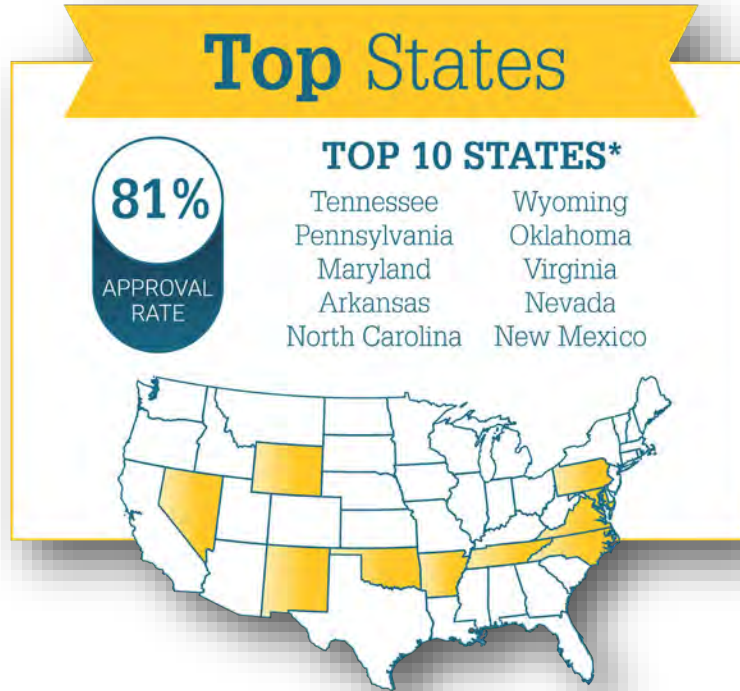 Top States
81%
APPROVAL
RATE
TOP 10 STATES*
Tennessee
Pennsylvania
Maryland
Arkansas
North Carolina
Wyoming
Oklahoma
Virginia
Nevada
New Mexico